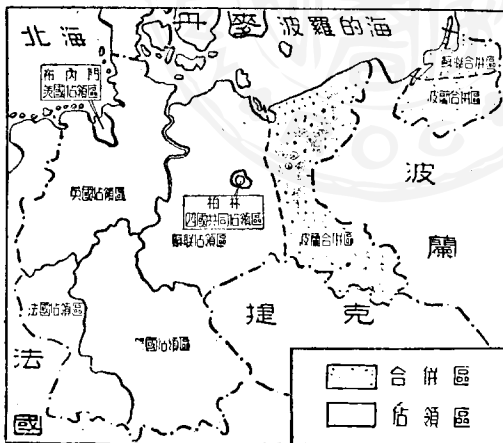 北海
丹麥
波羅的海
布內門
美國佔領區
蘇聯合併區
波蘭合併區
英國佔領區
柏林
四國共同佔領區
蘇聯佔領區
波蘭合併區
波蘭
法國佔領區
美國佔領區
捷克
法國
合併區
佔領區